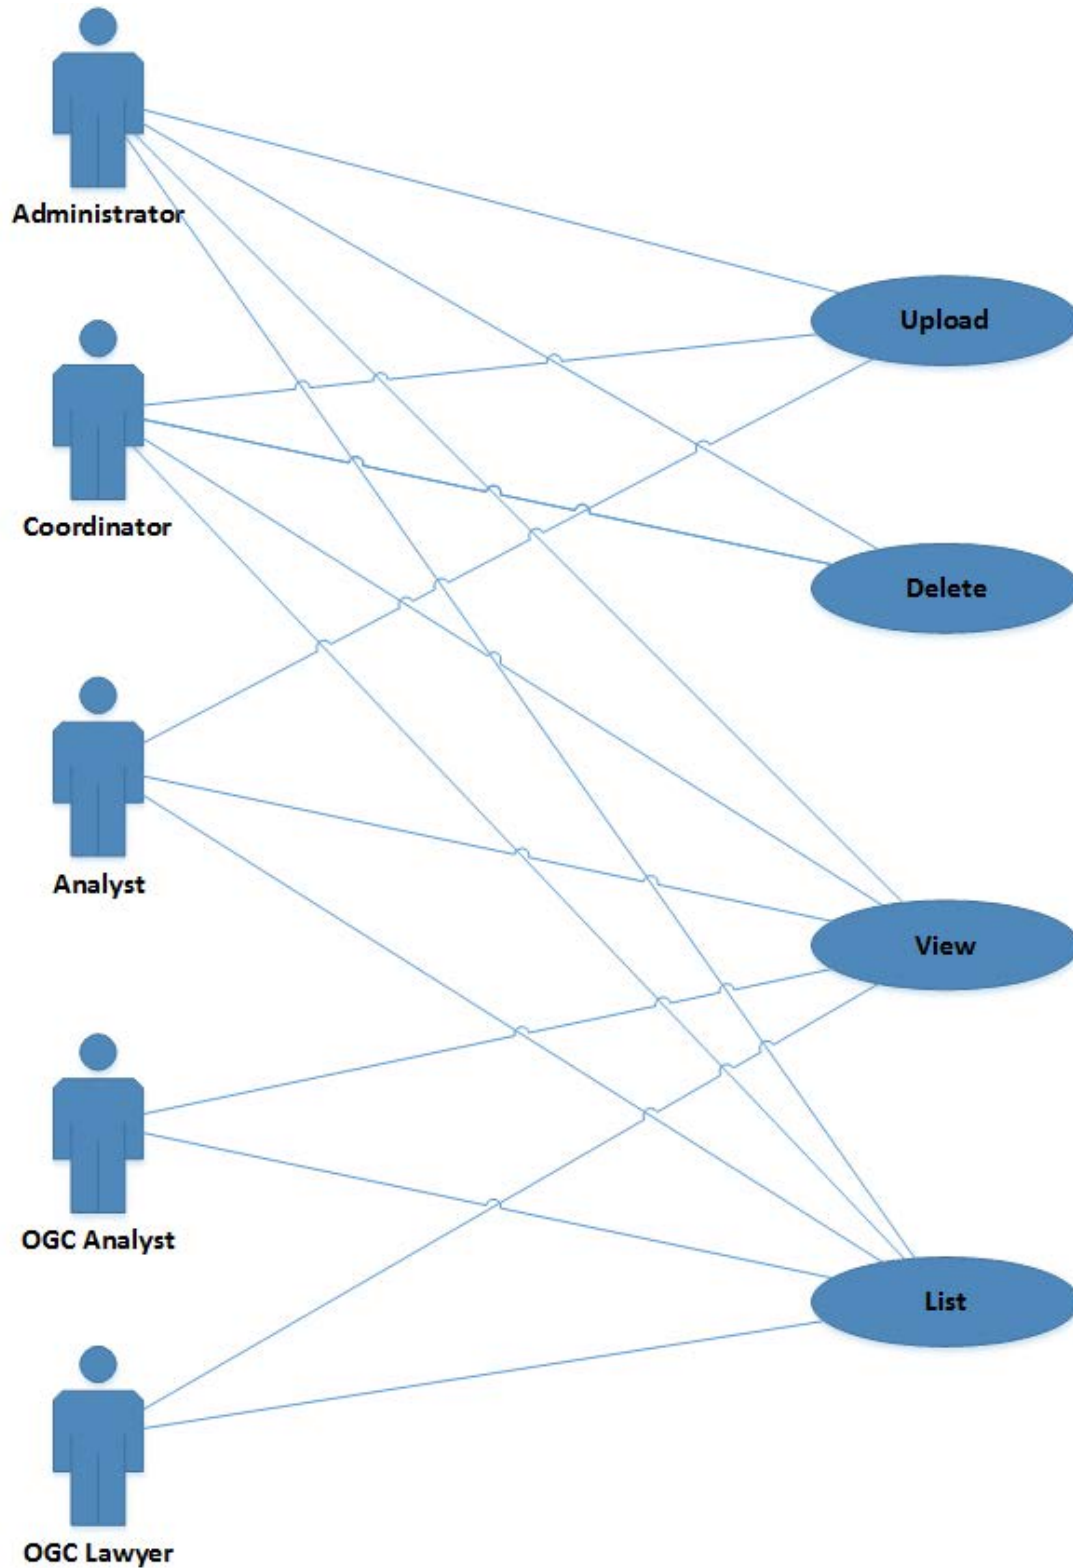 Administrator
Upload
Coordinator
Delete
Analyst
View
OGC Analyst
List
OGC Lawyer